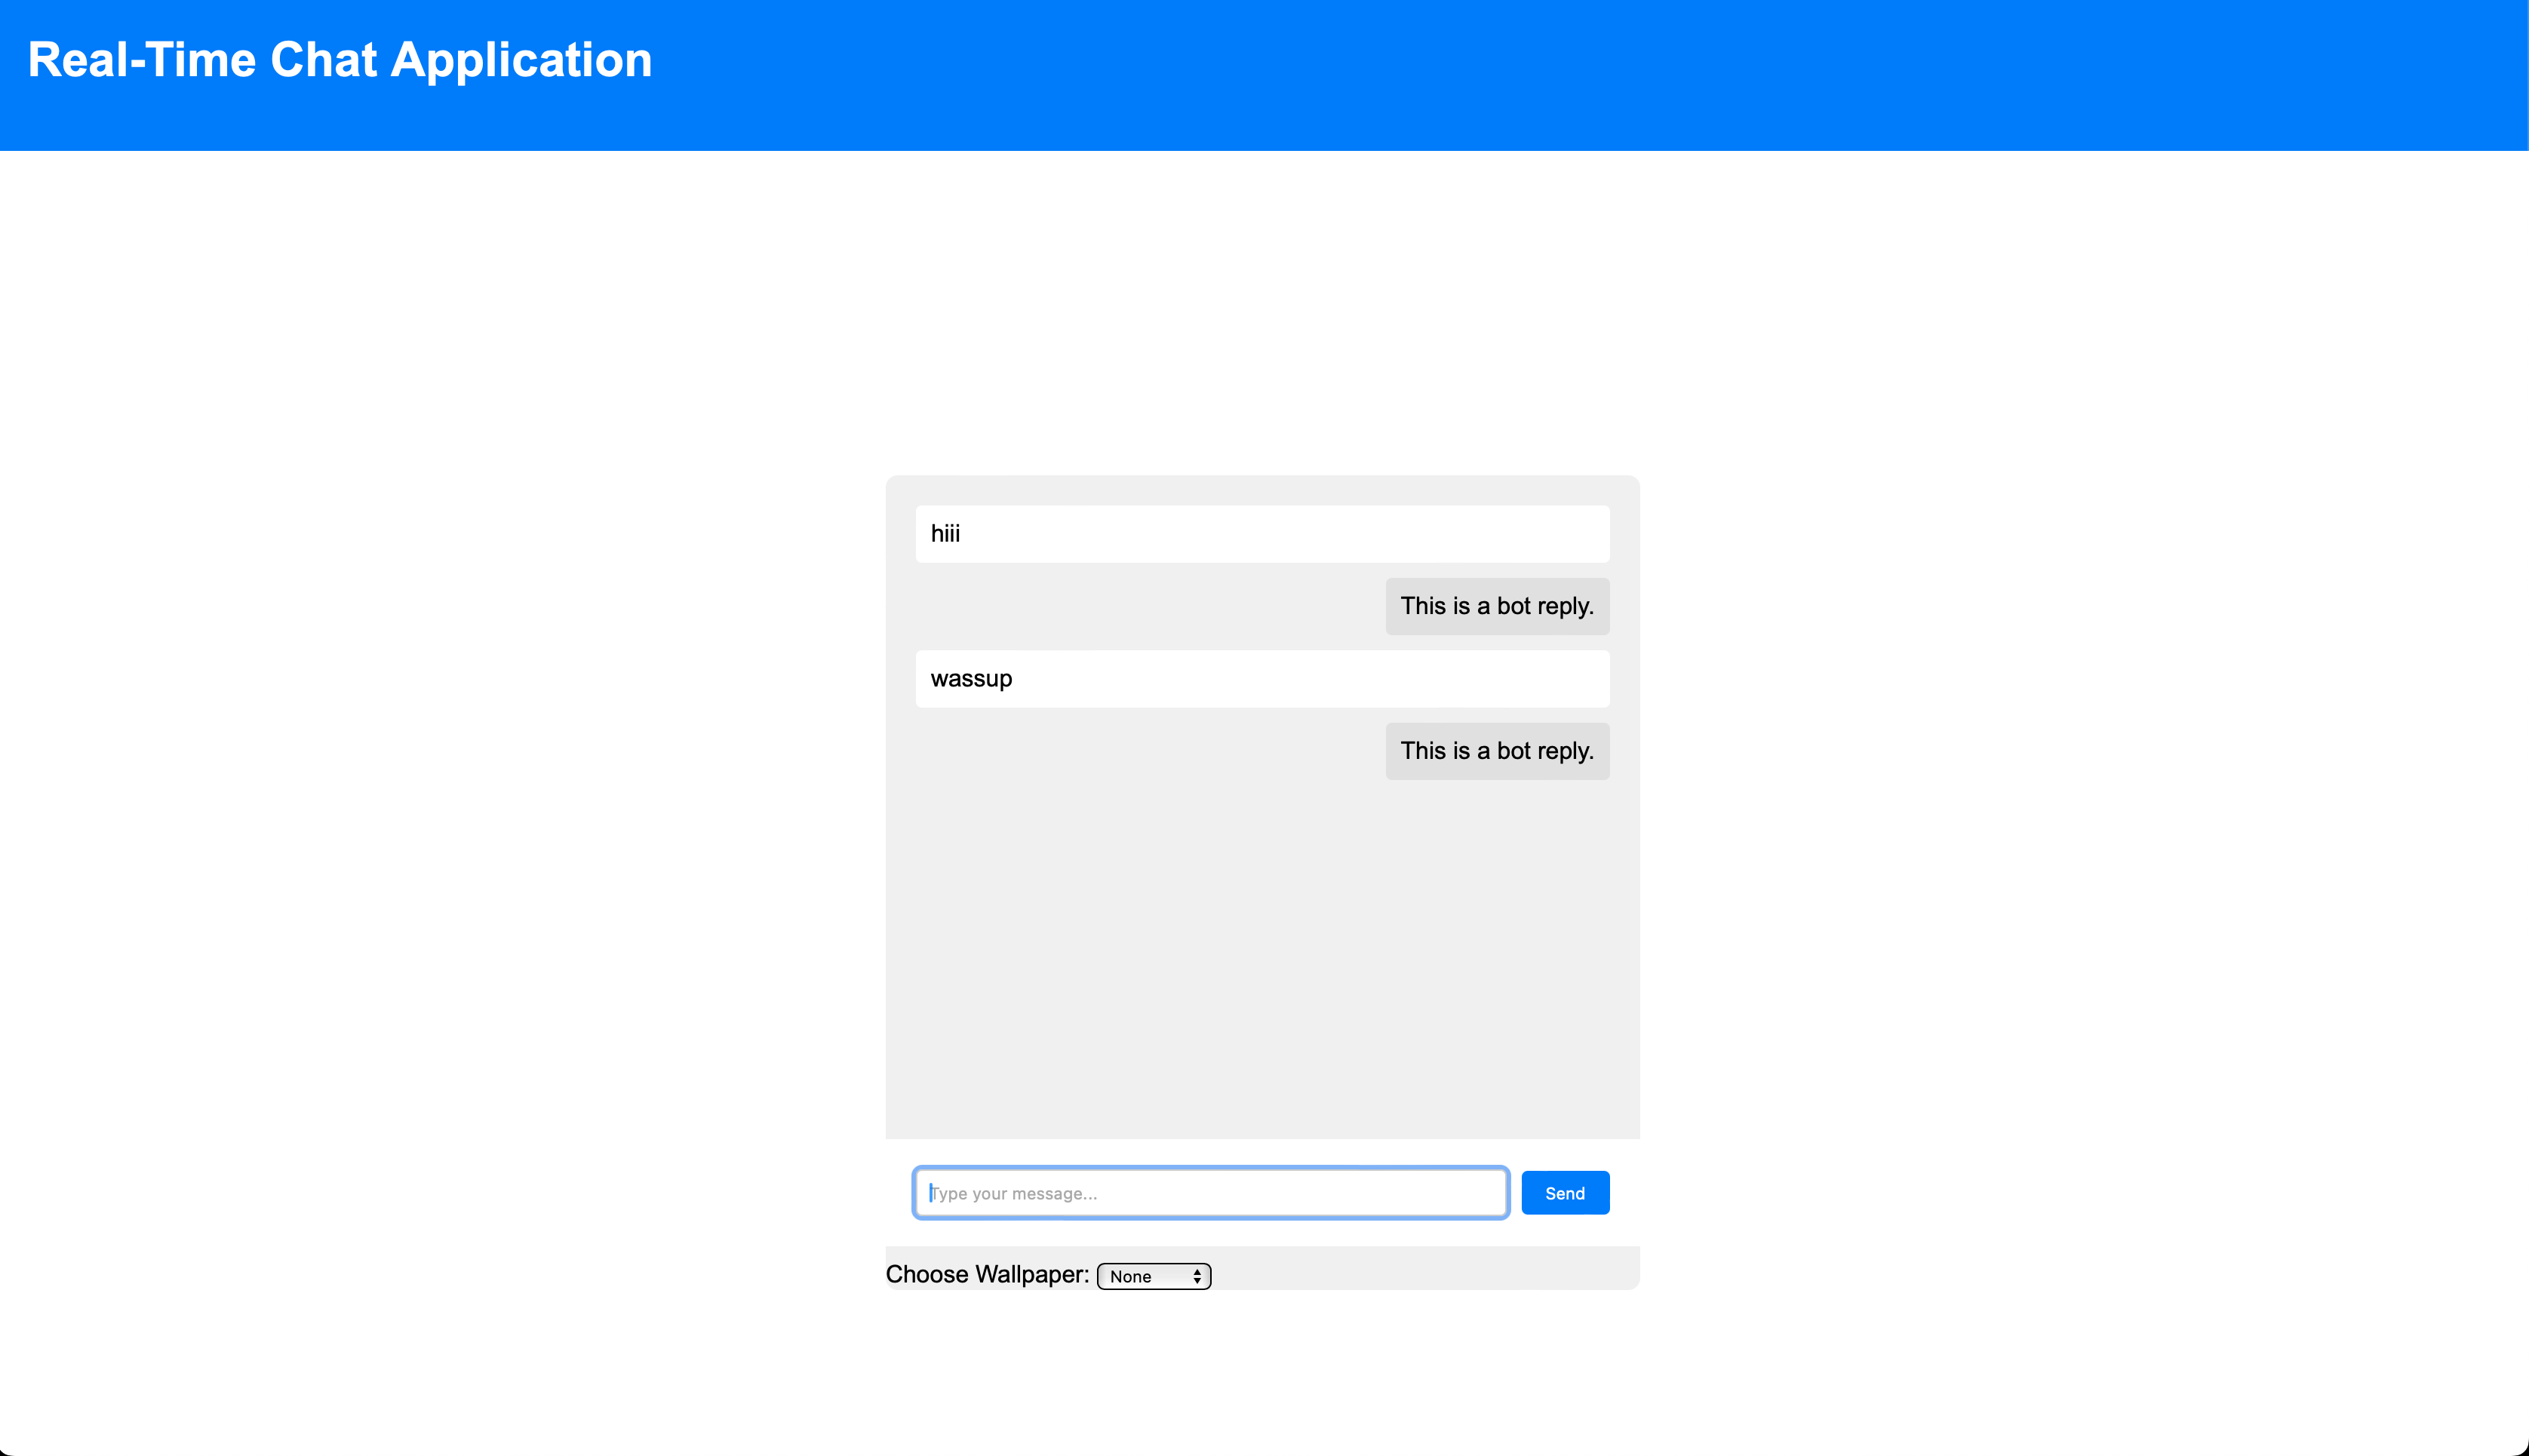 Real-Time Chat Application
hiii
This is a bot reply.
wassup
This is a bot reply.
Type your message...
Send
Choose Wallpaper: None